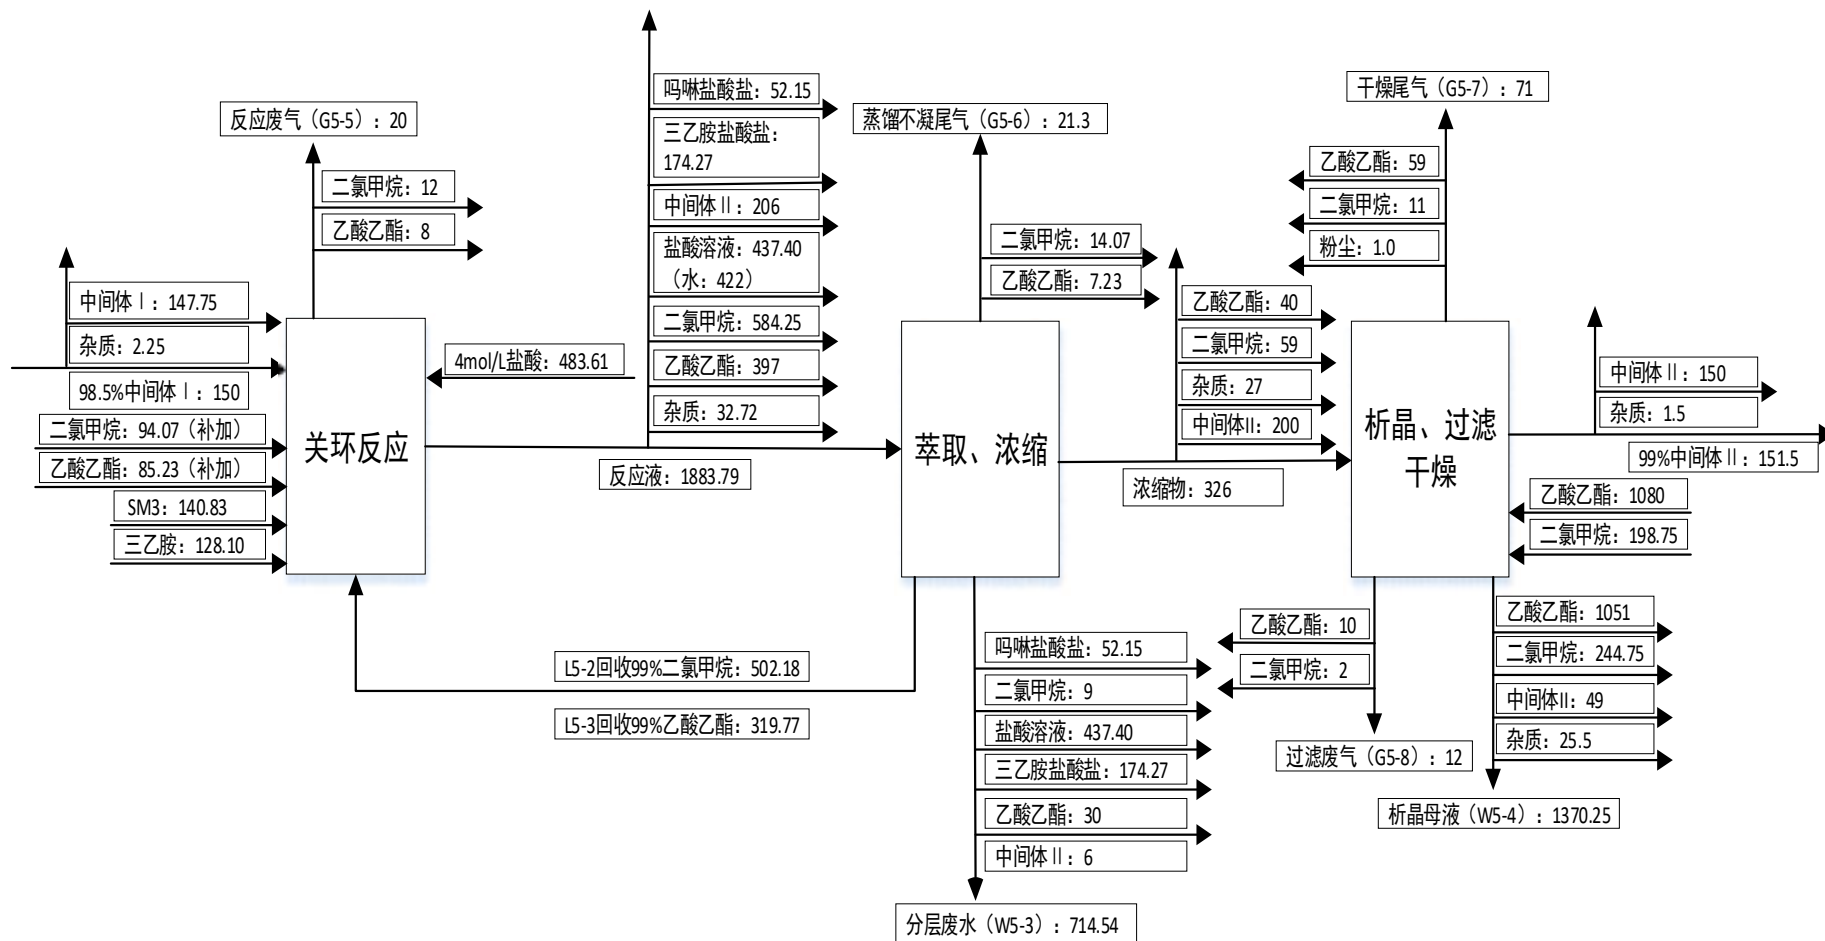 反应废气（G5-5）：20
二氯甲烷：12
乙酸乙酯：8
中间体Ⅰ：147.75
杂质：2.25
98.5%中间体Ⅰ：150
二氯甲烷：94.07（补加）
乙酸乙酯：85.23（补加）
SM3：140.83
三乙胺：128.10
关环反应
4mol/L盐酸：483.61
吗啉盐酸盐：52.15
三乙胺盐酸盐：
174.27
中间体Ⅱ：206
盐酸溶液：437.40
（水：422）
二氯甲烷：584.25
乙酸乙酯：397
杂质：32.72
反应液：1883.79
L5-2回收99%二氯甲烷：502.18
L5-3回收99%乙酸乙酯：319.77
蒸馏不凝尾气（G5-6）：21.3
二氯甲烷：14.07
乙酸乙酯：7.23
萃取、浓缩
乙酸乙酯：40
二氯甲烷：59
杂质：27
中间体II：200
浓缩物：326
吗啉盐酸盐：52.15
二氯甲烷：9
盐酸溶液：437.40
三乙胺盐酸盐：174.27
乙酸乙酯：30
中间体Ⅱ：6
分层废水（W5-3）：714.54
干燥尾气（G5-7）：71
乙酸乙酯：59
二氯甲烷：11
粉尘：1.0
析晶、过滤
干燥
中间体Ⅱ：150
杂质：1.5
99%中间体Ⅱ：151.5
乙酸乙酯：1080
二氯甲烷：198.75
乙酸乙酯：10
二氯甲烷：2
过滤废气（G5-8）：12
乙酸乙酯：1051
二氯甲烷：244.75
中间体II：49
杂质：25.5
析晶母液（W5-4）：1370.25